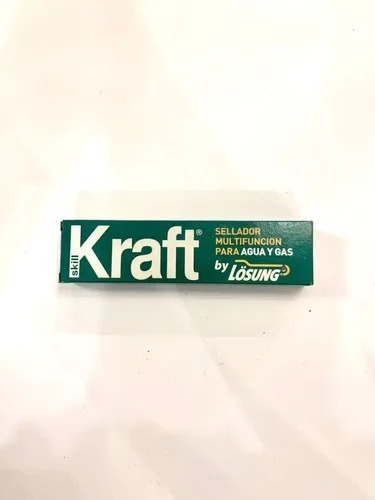 skill
Kraft®
SELLADOR
MULTIFUNCION
PARA AGUA Y GAS
by LÖSUNG